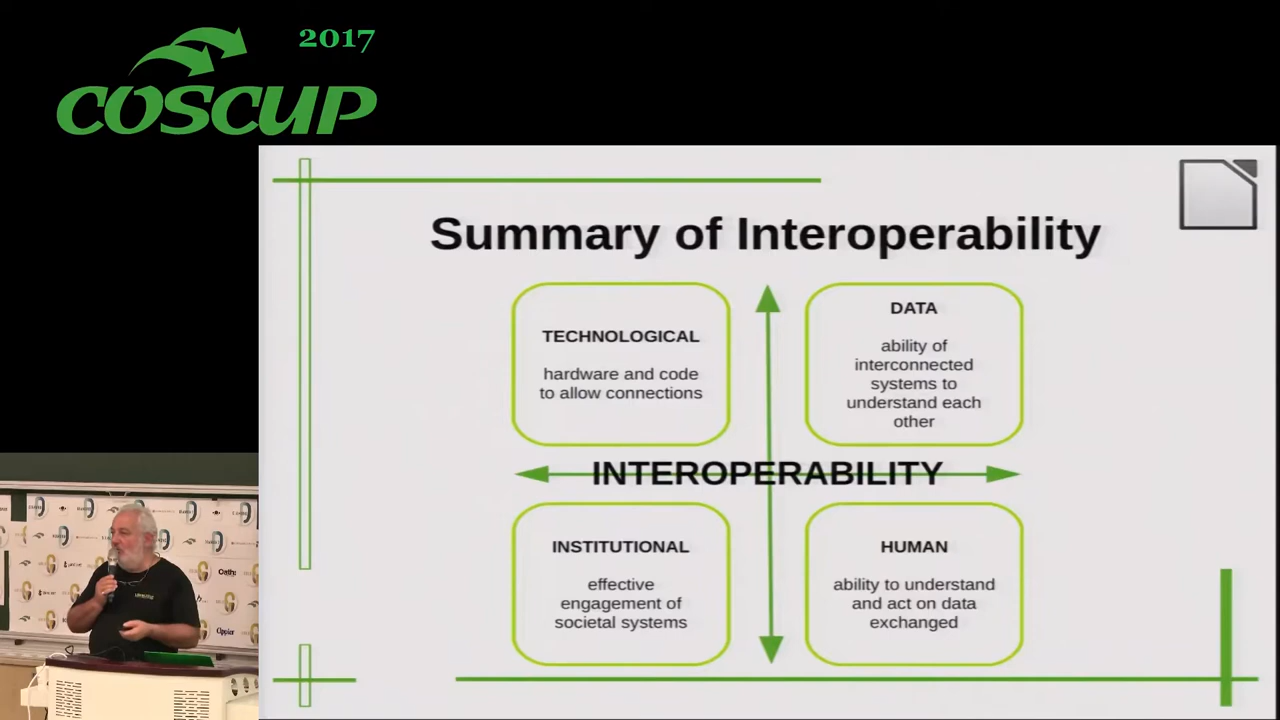 2017
COSCUP
Summary of Interoperability
TECHNOLOGICAL
hardware and code
to allow connections
DATA
ability of
interconnected
systems to
understand each
other
INTEROPERABILITY
INSTITUTIONAL
effective
engagement of
societal systems
HUMAN
ability to understand
and act on data
exchanged